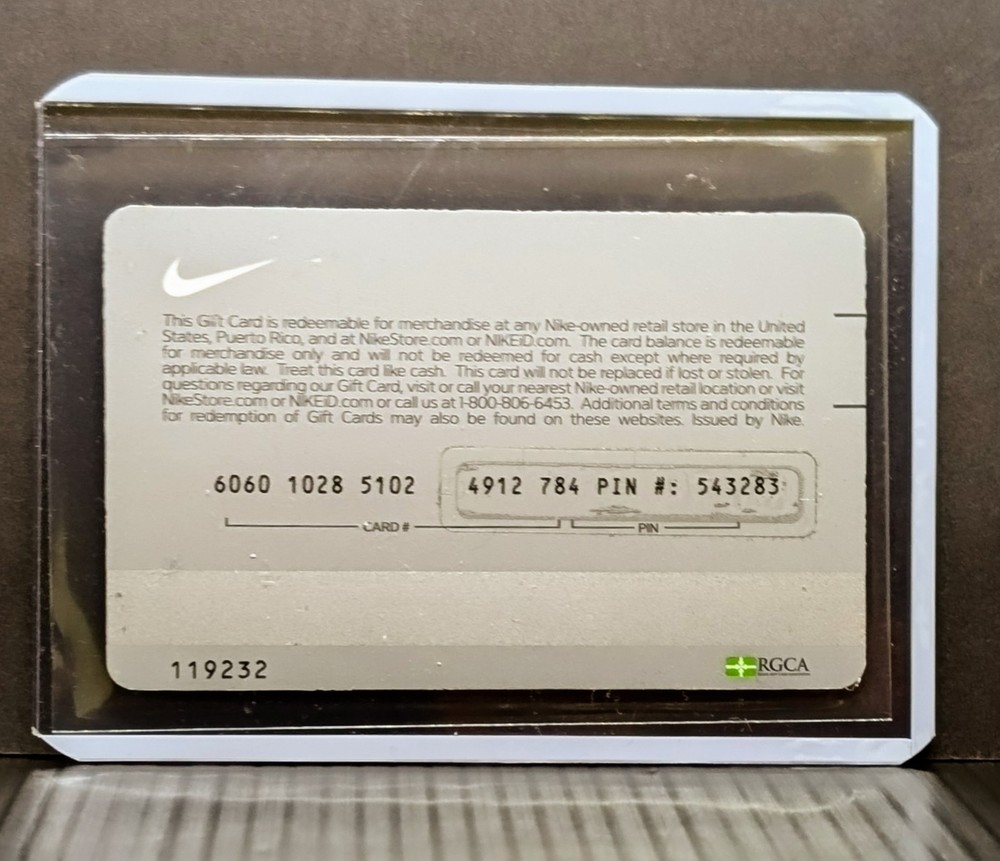 This Gift Card is redeemable for merchandise at any Nike-owned retail store in the United
States, Puerto Rico, and at NikeStore.com or NIKEiD.com. The card balance is redeemable
for merchandise only and will not be redeemed for cash except where required by
applicable law. Treat this card like cash. This card will not be replaced if lost or stolen. For
questions regarding our Gift Card, visit or call your nearest Nike-owned retail location or visit
NikeStore.com or NIKEiD.com or call us at 1-800-806-6453. Additional terms and conditions
for redemption of Gift Cards may also be found on these websites. Issued by Nike.
6060 1028 5102 4912 784 PIN #: 543283
CARD # PIN
119232 RGCA